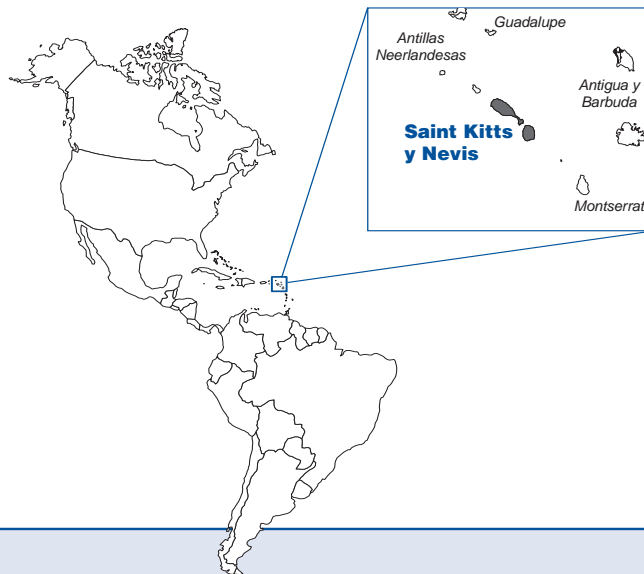 Guadalupe
Antillas
Neerlandesas
Antigua y
Barbuda
Saint Kitts
y Nevis
Montserrat